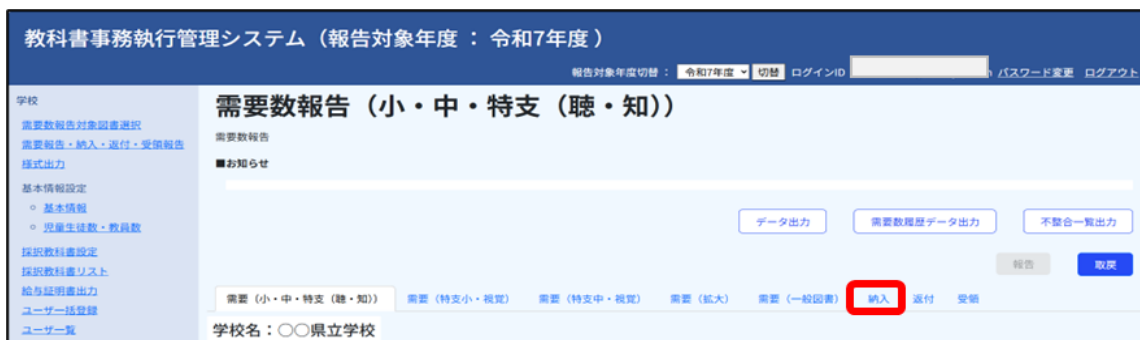 教科書事務執行管理システム（報告対象年度 ： 令和7年度 ）
報告対象年度切替 ： 令和7年度 切替 ログインID パスワード変更 ログアウト
学校
需要数報告対象図書選択
需要報告・納入・返付・受領報告
様式出力
基本情報設定
基本情報
児童生徒数・教員数
採択教科書設定
採択教科書リスト
給与証明書出力
ユーザー一括登録
ユーザー一覧
需要数報告（小・中・特支（聴・知））
需要数報告
■お知らせ
データ出力 需要数履歴データ出力 不整合一覧出力
報告 取戻
需要（小・中・特支（聴・知）） 需要（特支小・視覚） 需要（特支中・視覚） 需要（拡大） 需要（一般図書） 納入 返付 受領
学校名：〇〇県立学校